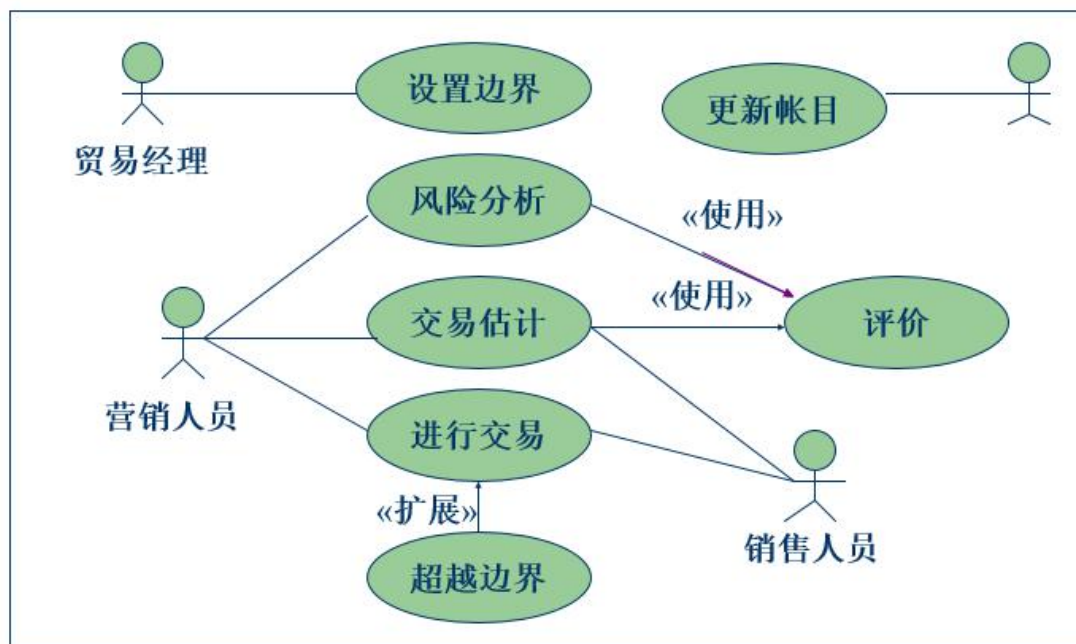 设置边界
更新帐目
贸易经理
风险分析
«使用»
«使用»
交易估计
评价
营销人员
进行交易
«扩展»
销售人员
超越边界